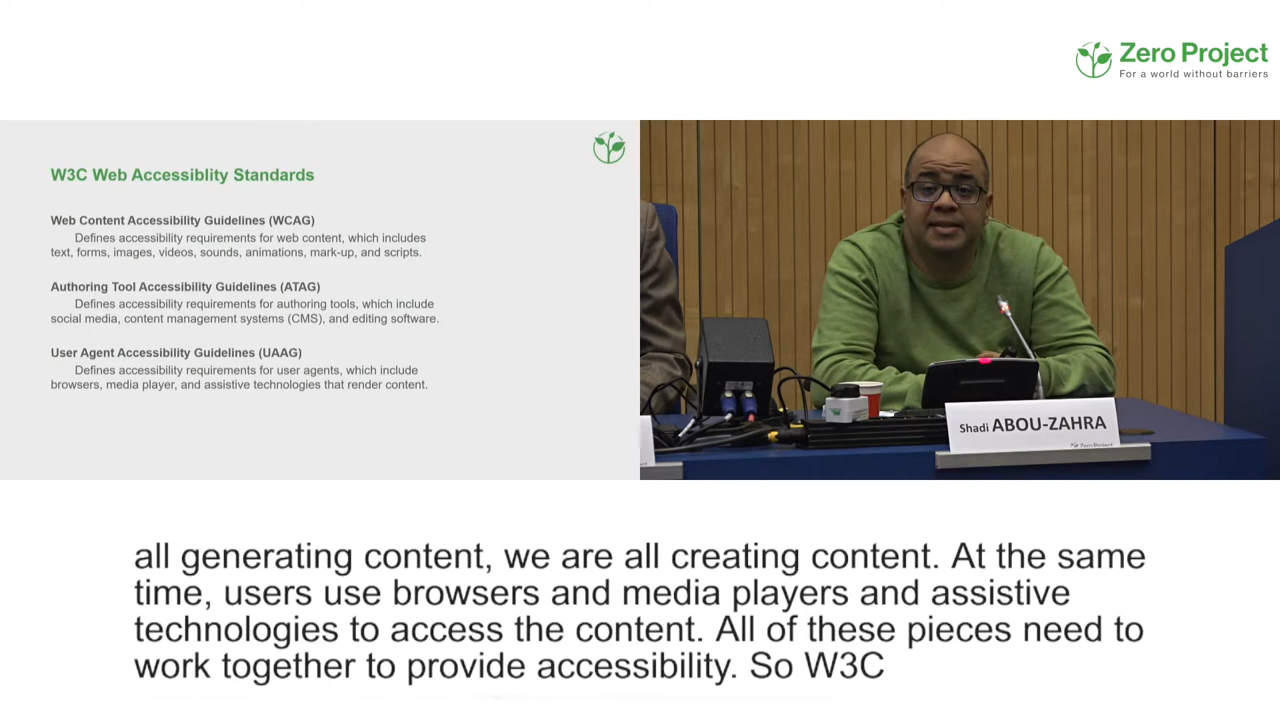 Zero Project
For a world without barriers
W3C Web Accessiblity Standards
Web Content Accessibility Guidelines (WCAG)
Defines accessibility requirements for web content, which includes
text, forms, images, videos, sounds, animations, mark-up, and scripts.
Authoring Tool Accessibility Guidelines (ATAG)
Defines accessibility requirements for authoring tools, which include
social media, content management systems (CMS), and editing software.
User Agent Accessibility Guidelines (UAAG)
Defines accessibility requirements for user agents, which include
browsers, media player, and assistive technologies that render content.
Shadi ABOU-ZAHRA
Zero Project
all generating content, we are all creating content. At the same
time, users use browsers and media players and assistive
technologies to access the content. All of these pieces need to
work together to provide accessibility. So W3C